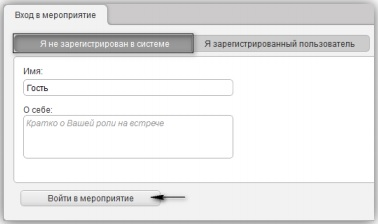 Вход в мероприятие
Я не зарегистрирован в системе
Я зарегистрированный пользователь
Имя:
Гость
О себе:
Кратко о Вашей роли на встрече
Войти в мероприятие